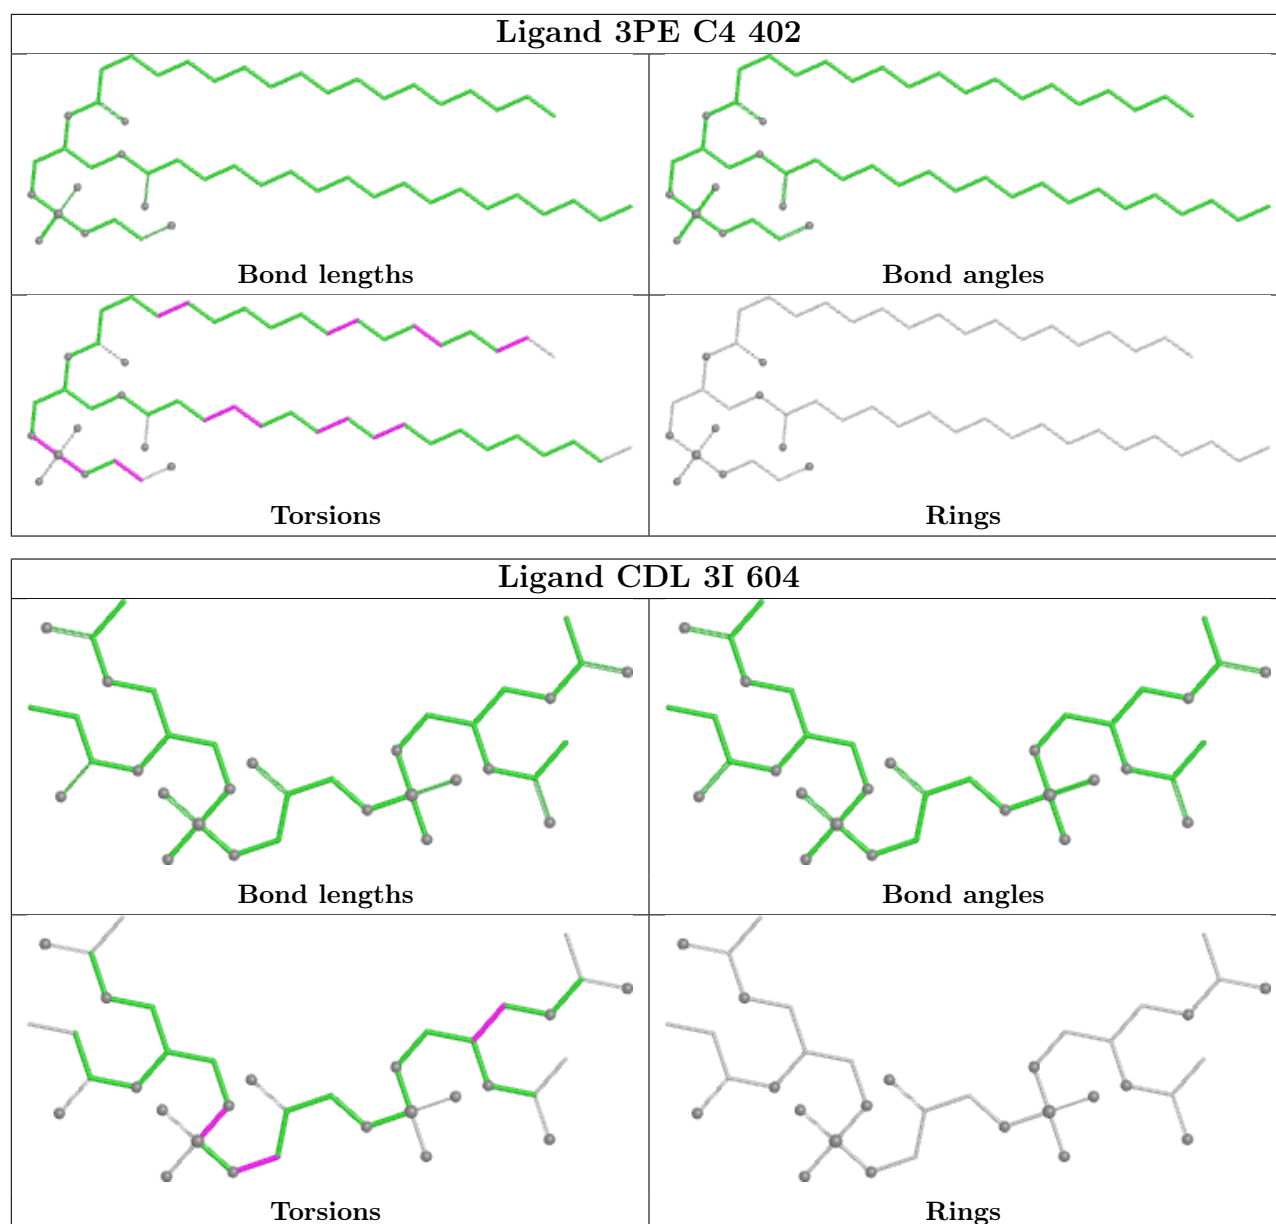 Ligand 3PE C4 402
Bond lengths
Bond angles
Torsions
Rings
Ligand CDL 3I 604
Bond lengths
Bond angles
Torsions
Rings